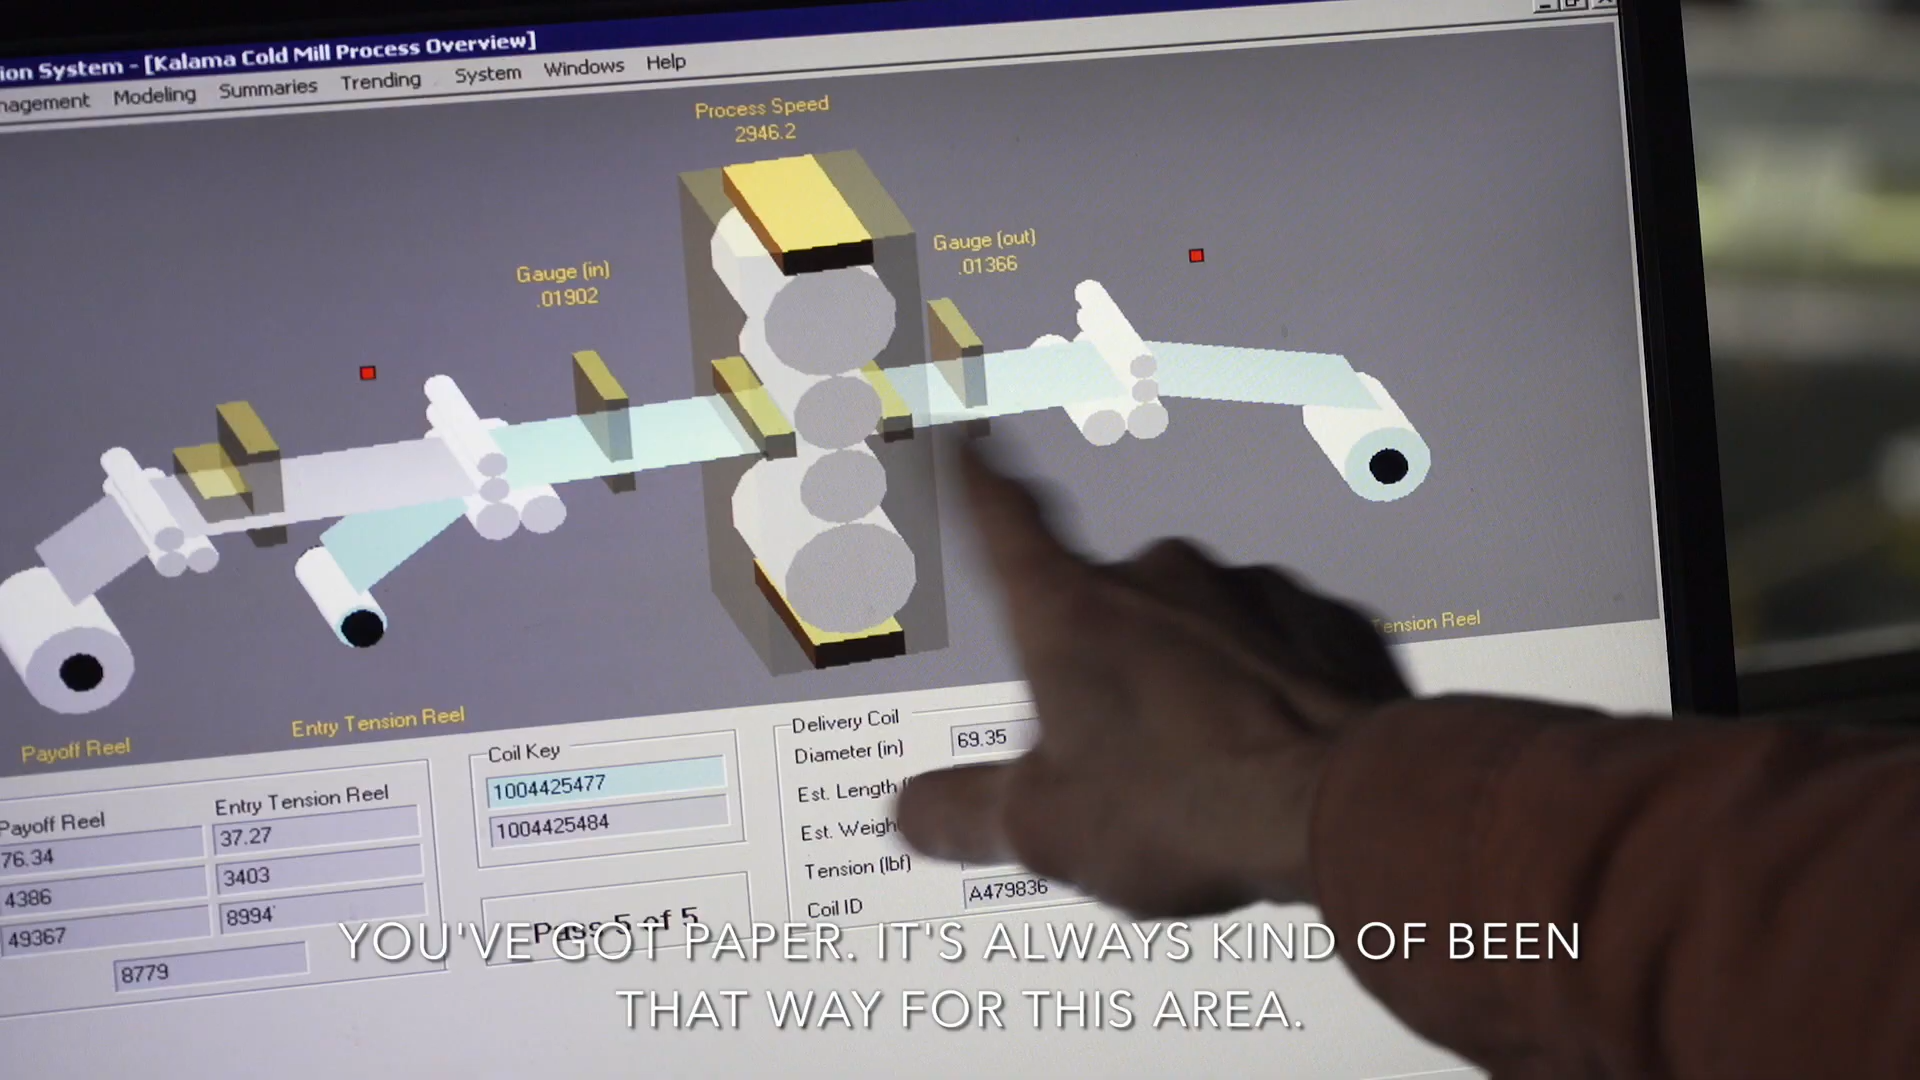 ion System - [Kalama Cold Mill Process Overview]
nagement Modeling Summaries Trending System Windows Help
Process Speed
2946.2
Gauge (in)
.01902
Gauge (out)
.01366
Payoff Reel
Entry Tension Reel
Tension Reel
Payoff Reel
76.34
4386
49367
Entry Tension Reel
37.27
3403
8994
8779
Coil Key
1004425477
1004425484
Pass 5 of 5
Delivery Coil
Diameter (in) 69.35
Est. Length
Est. Weigh
Tension (lbf)
Coil ID A479836
YOU'VE GOT PAPER. IT'S ALWAYS KIND OF BEEN
THAT WAY FOR THIS AREA.